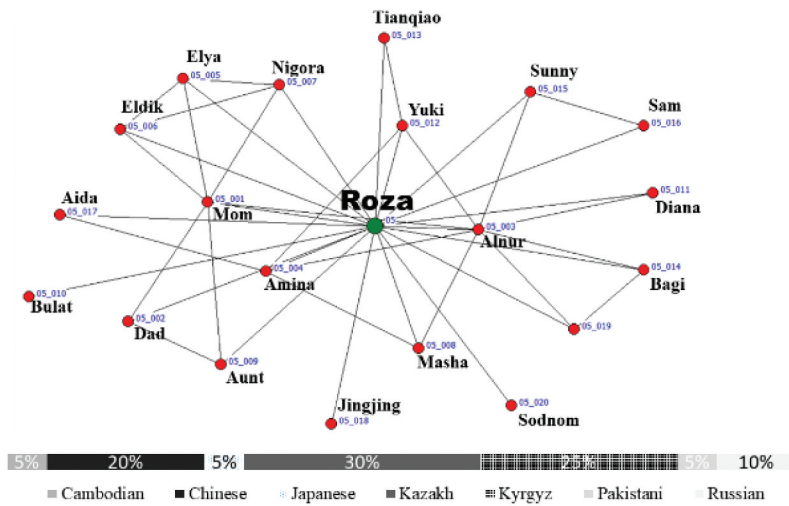 Tianqiao
05_013
Elya
05_005
Nigora
05_007
Sunny
05_015
Eldik
05_006
Yuki
05_012
Sam
05_016
Aida
05_017
05_001
Mom
Roza
05
05_011
Diana
05_003
Alnur
05_004
Amina
05_014
Bagi
05_010
Bulat
05_002
Dad
05_019
05_009
Aunt
05_008
Masha
Jingjing
05_018
05_020
Sodnom
5% 20% 5% 30% 25% 5% 10%
Cambodian Chinese Japanese Kazakh Kyrgyz Pakistani Russian